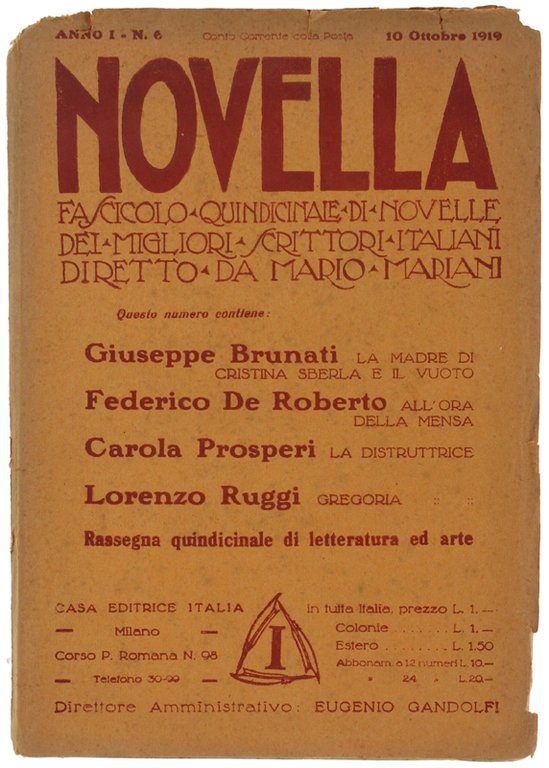 ANNO I - N. 6 Conto Corrente colla Posta 10 Ottobre 1919
NOVELLA
FASCICOLO QUINDICINALE DI NOVELLE
DEI MIGLIORI SCRITTORI ITALIANI
DIRETTO DA MARIO MARIANI
Questo numero contiene:
Giuseppe Brunati LA MADRE DI
CRISTINA SBERLA E IL VUOTO
Federico De Roberto ALL'ORA
DELLA MENSA
Carola Prosperi LA DISTRUTTRICE
Lorenzo Ruggi GREGORIA :: ::
Rassegna quindicinale di letteratura ed arte
CASA EDITRICE ITALIA
Milano
Corso P. Romana N. 98
Telefono 30-99
I
in tutta Italia, prezzo L. 1.—
Colonie . . . . . . L. 1.—
Estero . . . . . . . . L. 1.50
Abbonam. a 12 numeri L. 10.—
" 24 " L. 20.—
Direttore Amministrativo: EUGENIO GANDOLFI